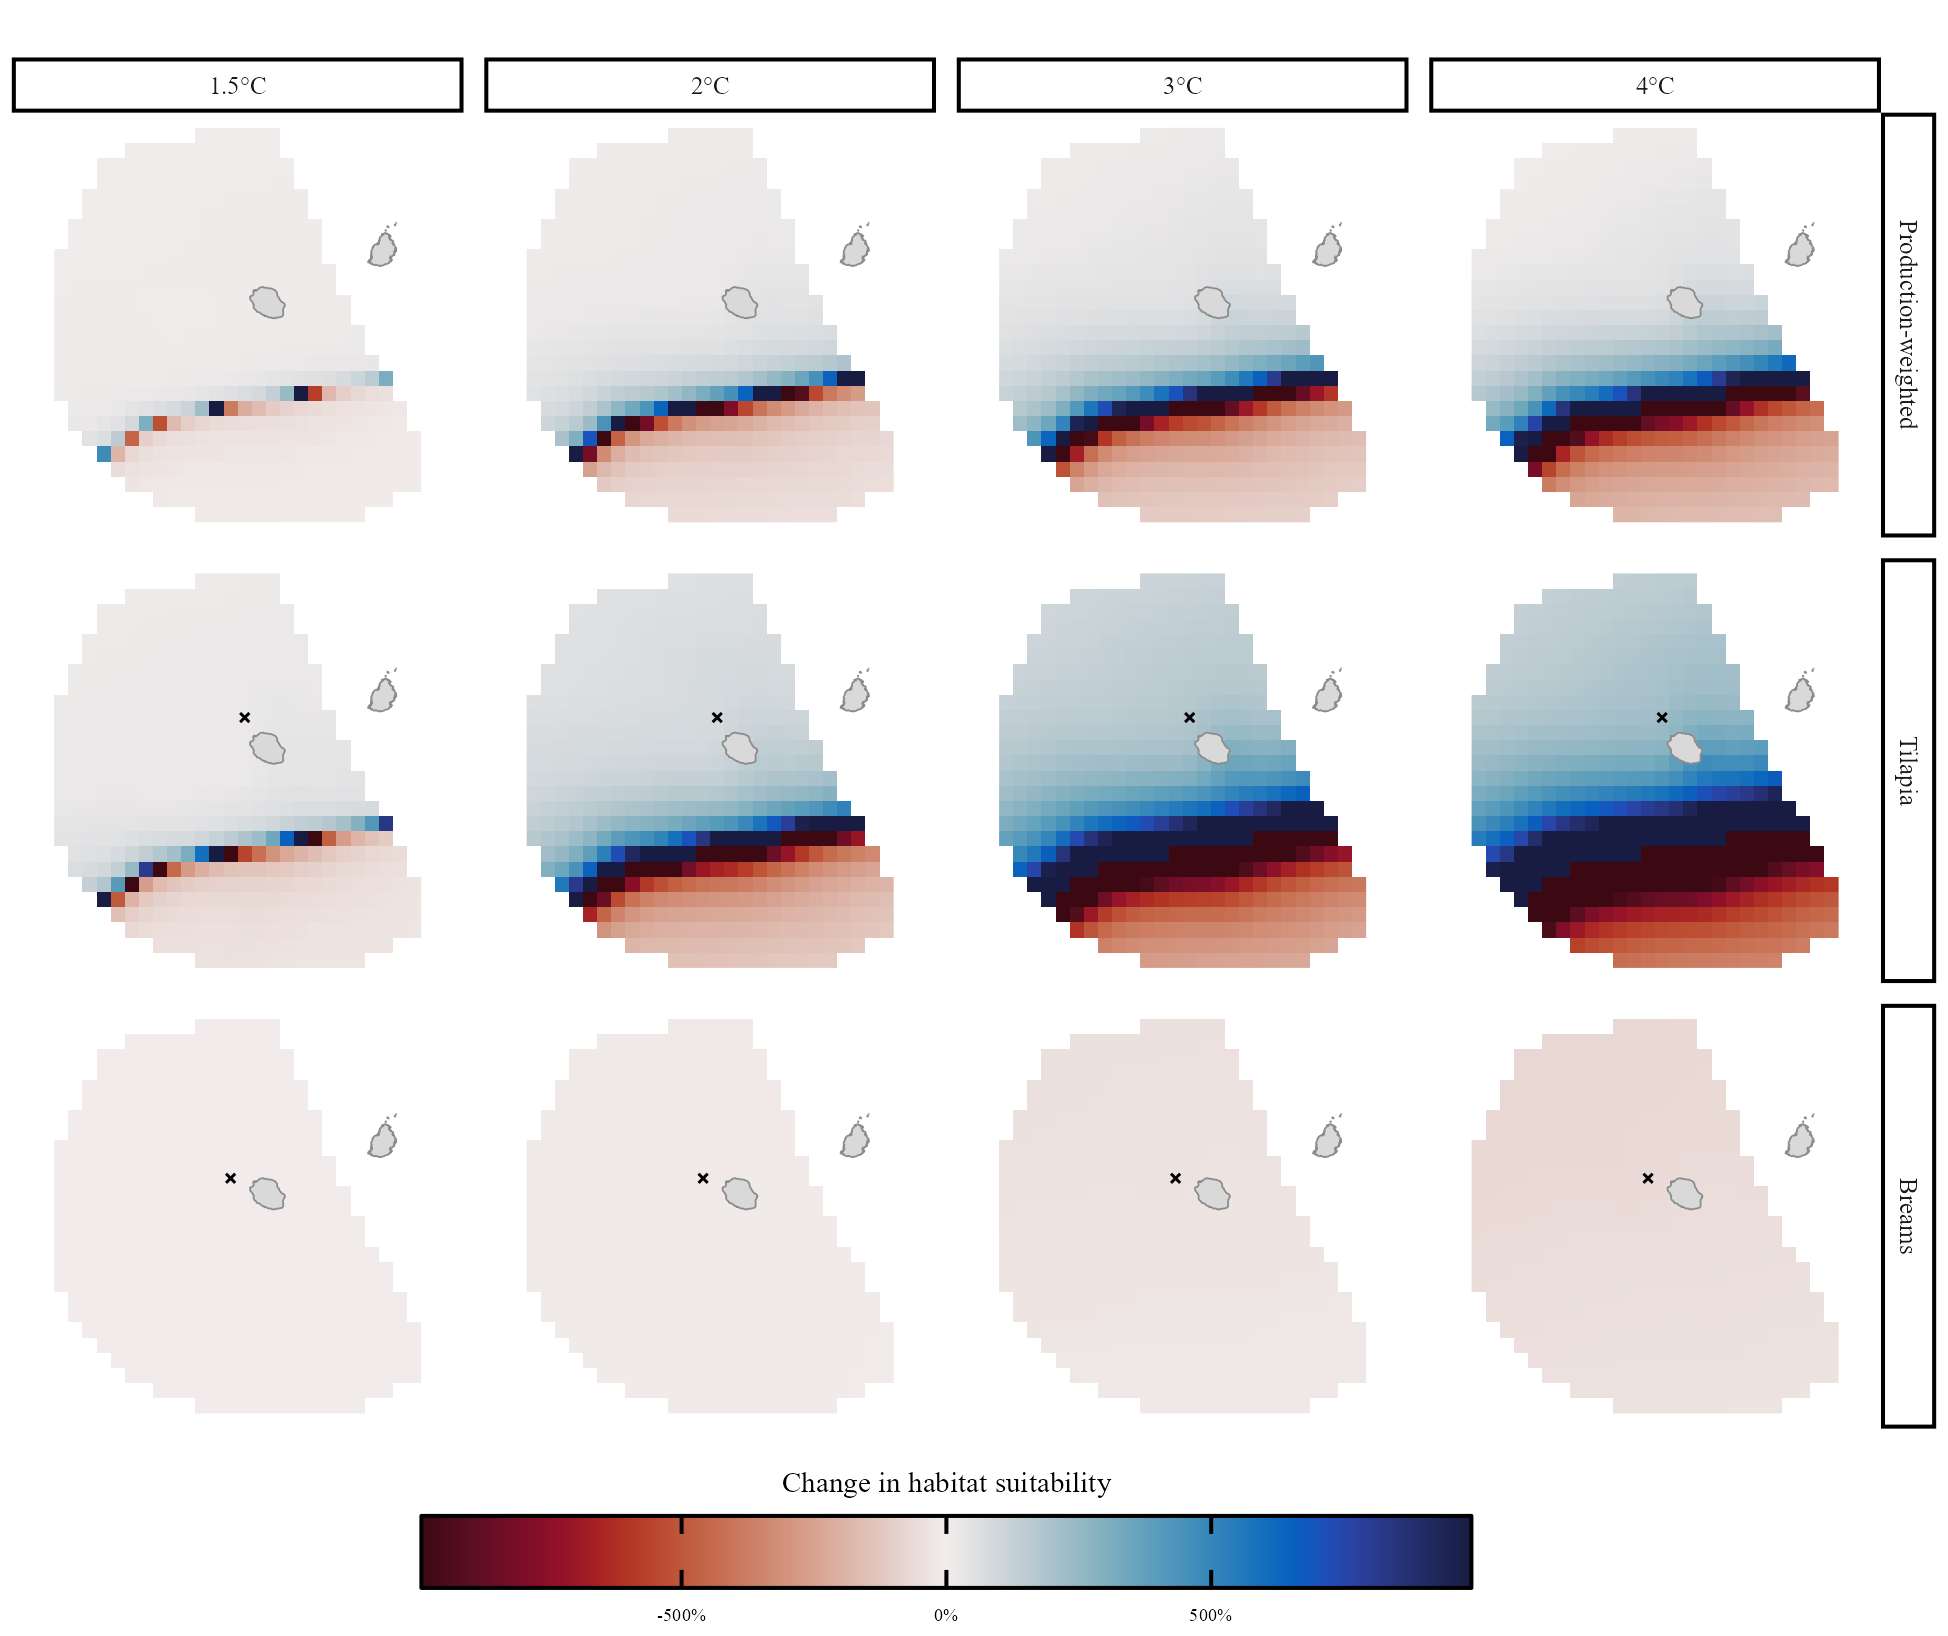 1.5°C
2°C
3°C
4°C
Production-weighted
Tilapia
Breams
Change in habitat suitability
-500%
0%
500%